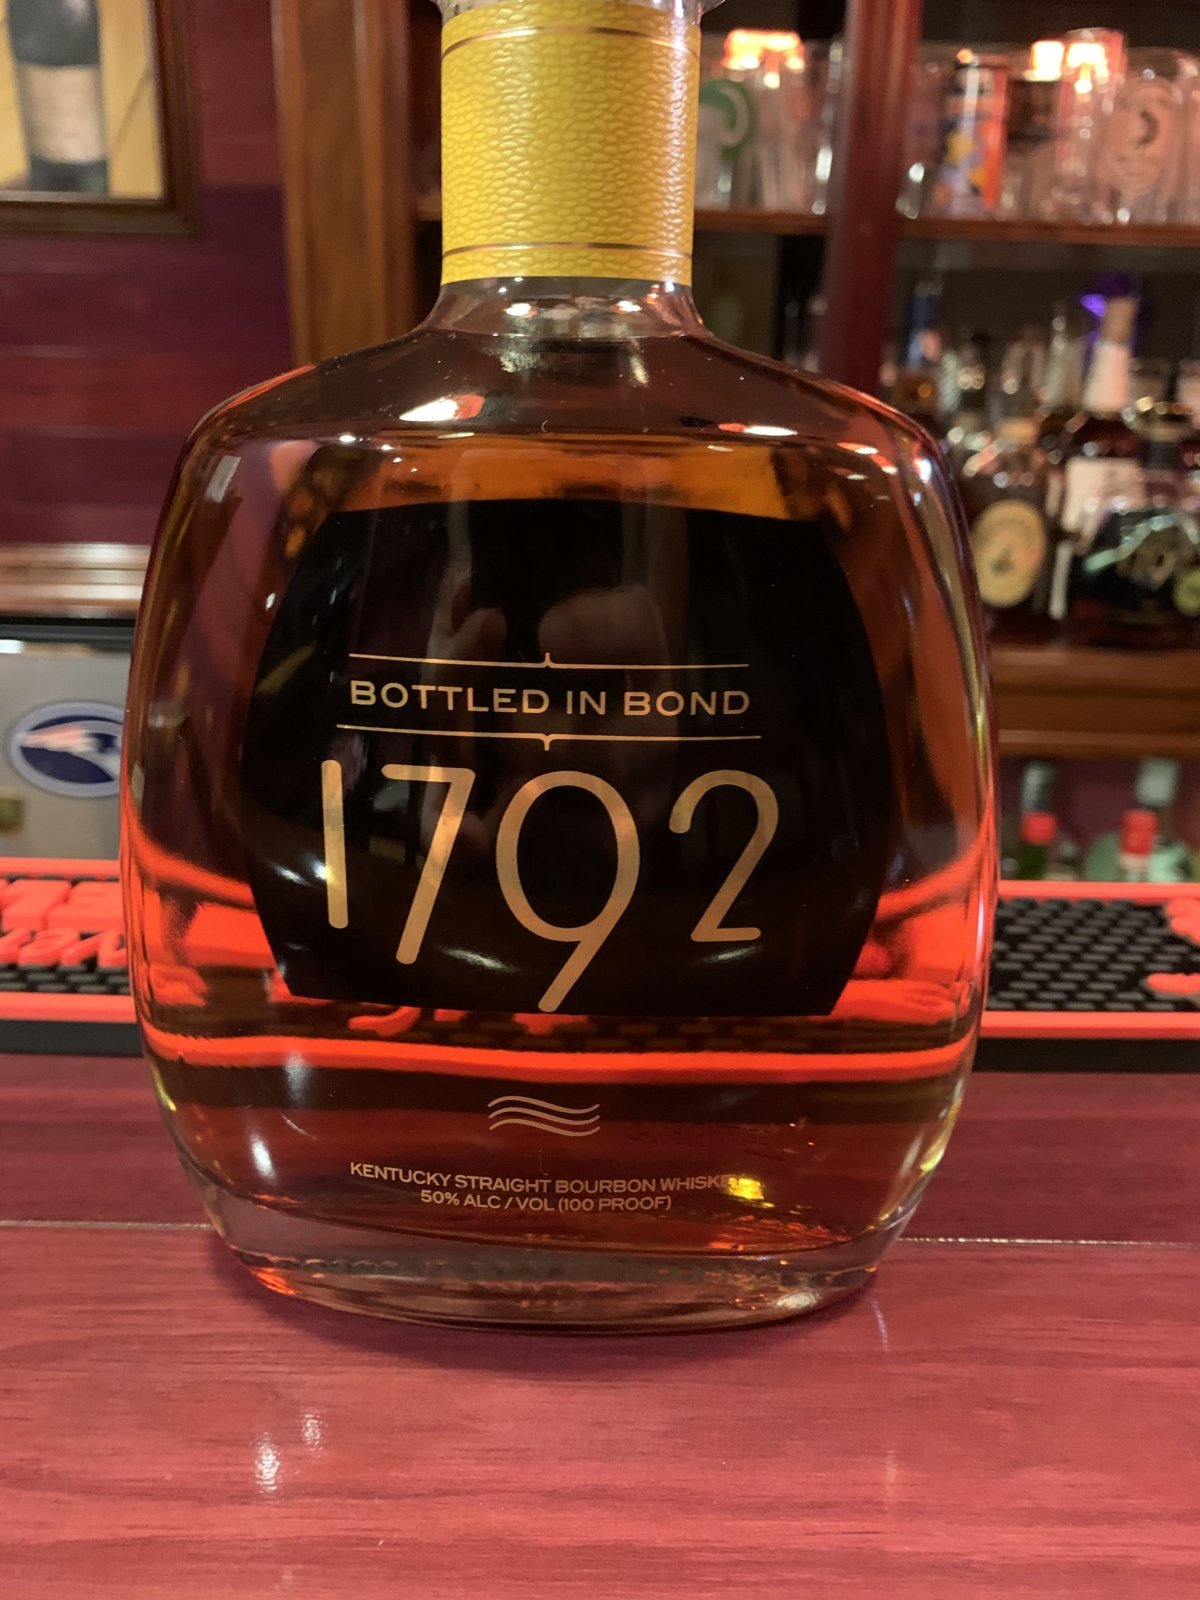 BOTTLED IN BOND
1792
KENTUCKY STRAIGHT BOURBON WHISKEY
50% ALC / VOL (100 PROOF)